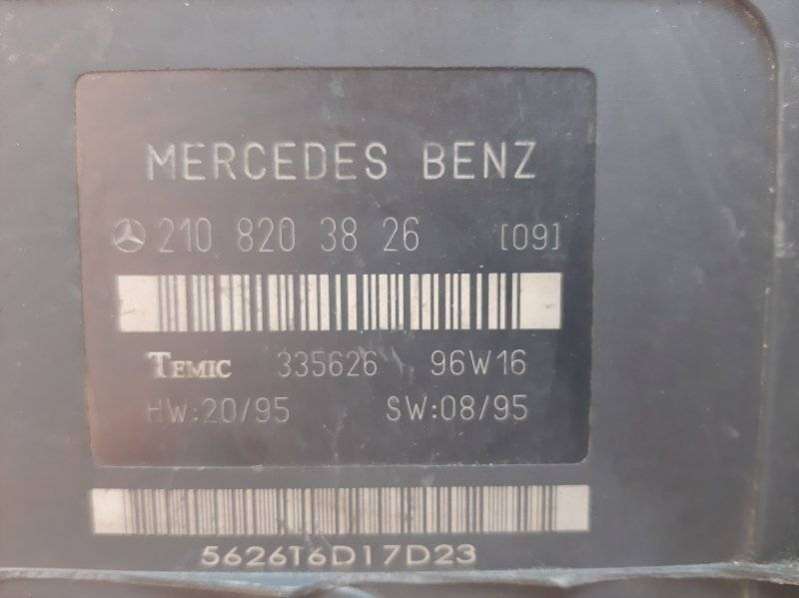 MERCEDES BENZ
210 820 38 26 [09]
TEMIC 335626 96W16
HW:20/95 SW:08/95
5626T6D17D23